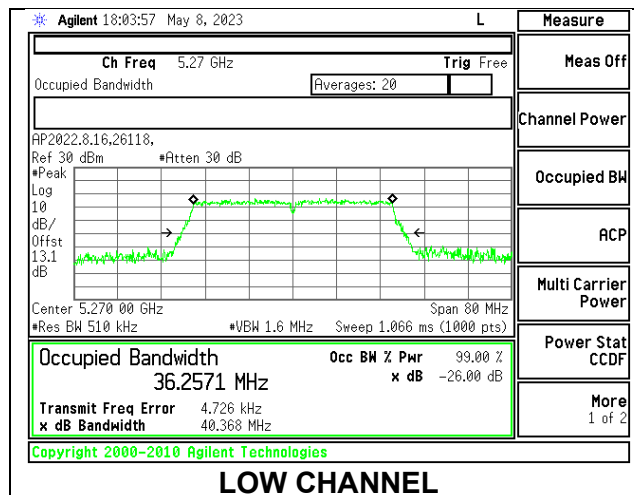 Agilent 18:03:57 May 8, 2023 L
Measure
Ch Freq 5.27 GHz Trig Free
Occupied Bandwidth Averages: 20
AP2022.8.16,26118,
Ref 30 dBm #Atten 30 dB
#Peak
Log
10
dB/
Offst
13.1
dB
Center 5.270 00 GHz Span 80 MHz
#Res BW 510 kHz #VBW 1.6 MHz Sweep 1.066 ms (1000 pts)
Occupied Bandwidth Occ BW % Pwr 99.00 %
36.2571 MHz x dB -26.00 dB
Transmit Freq Error 4.726 kHz
x dB Bandwidth 40.368 MHz
Copyright 2000-2010 Agilent Technologies
Meas Off
Channel Power
Occupied BW
ACP
Multi Carrier
Power
Power Stat
CCDF
More
1 of 2
LOW CHANNEL